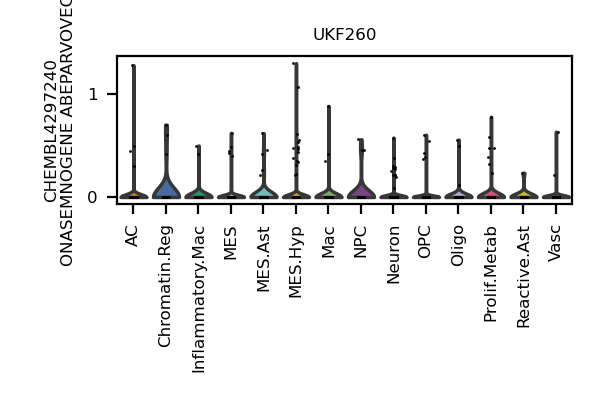 UKF260
CHEMBL4297240
ONASEMNOGENE ABEPARVOVEC
1
0
AC
Chromatin.Reg
Inflammatory.Mac
MES
MES.Ast
MES.Hyp
Mac
NPC
Neuron
OPC
Oligo
Prolif.Metab
Reactive.Ast
Vasc